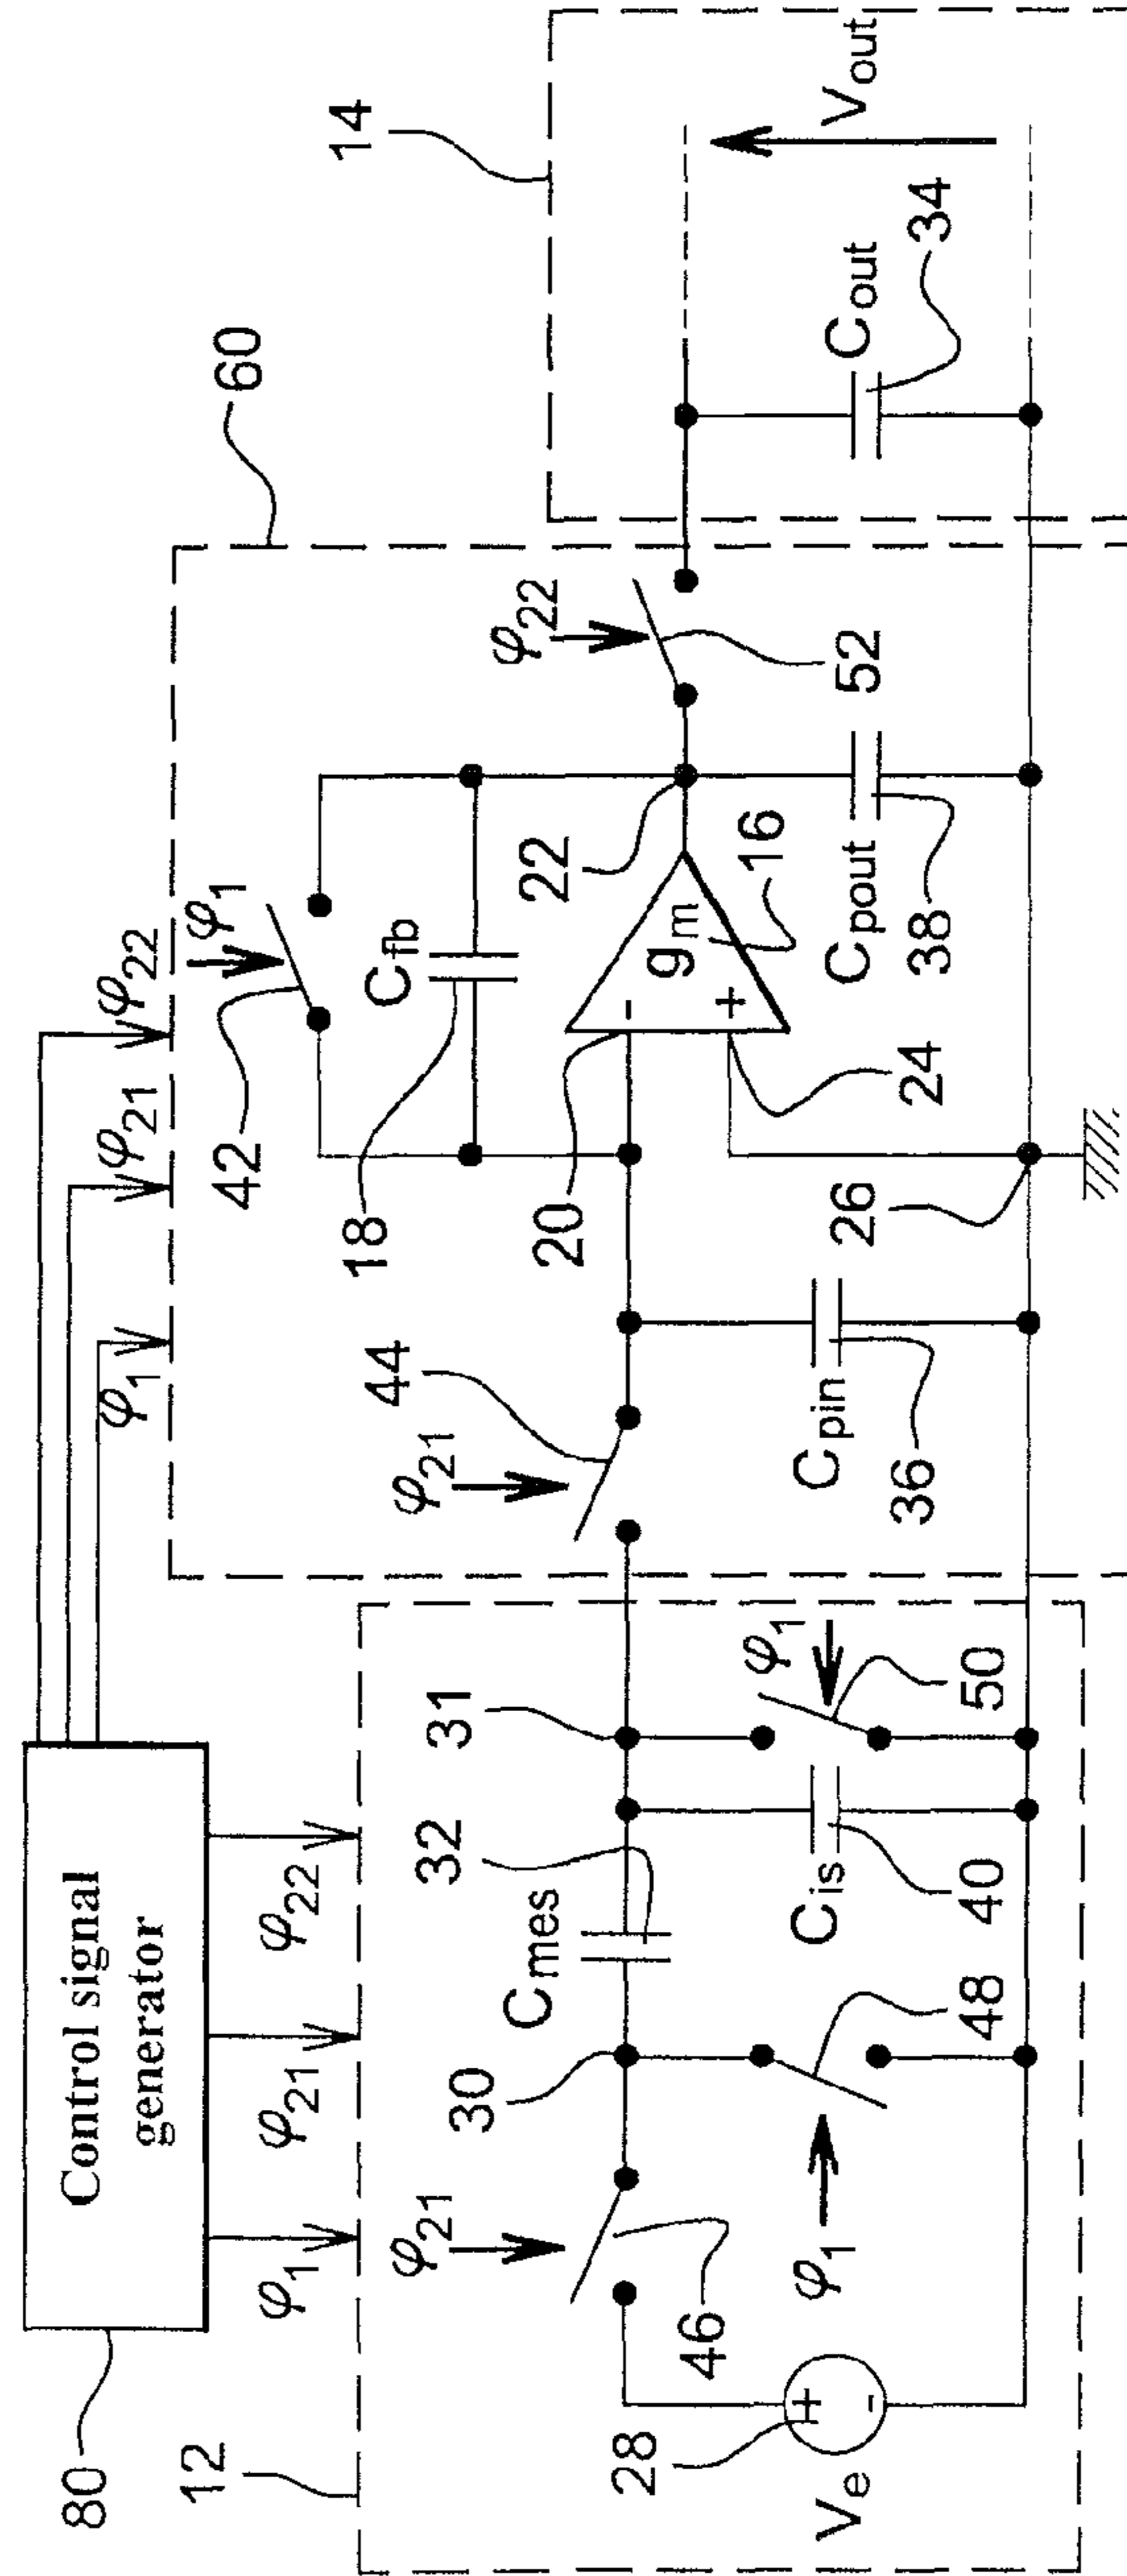 80
Control signal
generator
φ1
φ21
φ22
φ1
φ21
φ22
12
60
14
φ21
46
30
Cmes
32
31
φ21
44
42
φ1
Cfb
18
20
22
gm
16
-
+
24
φ22
52
Vout
Cout
34
28
Ve
+
-
φ1
48
Cis
40
φ1
50
Cpin
36
26
Cpout
38